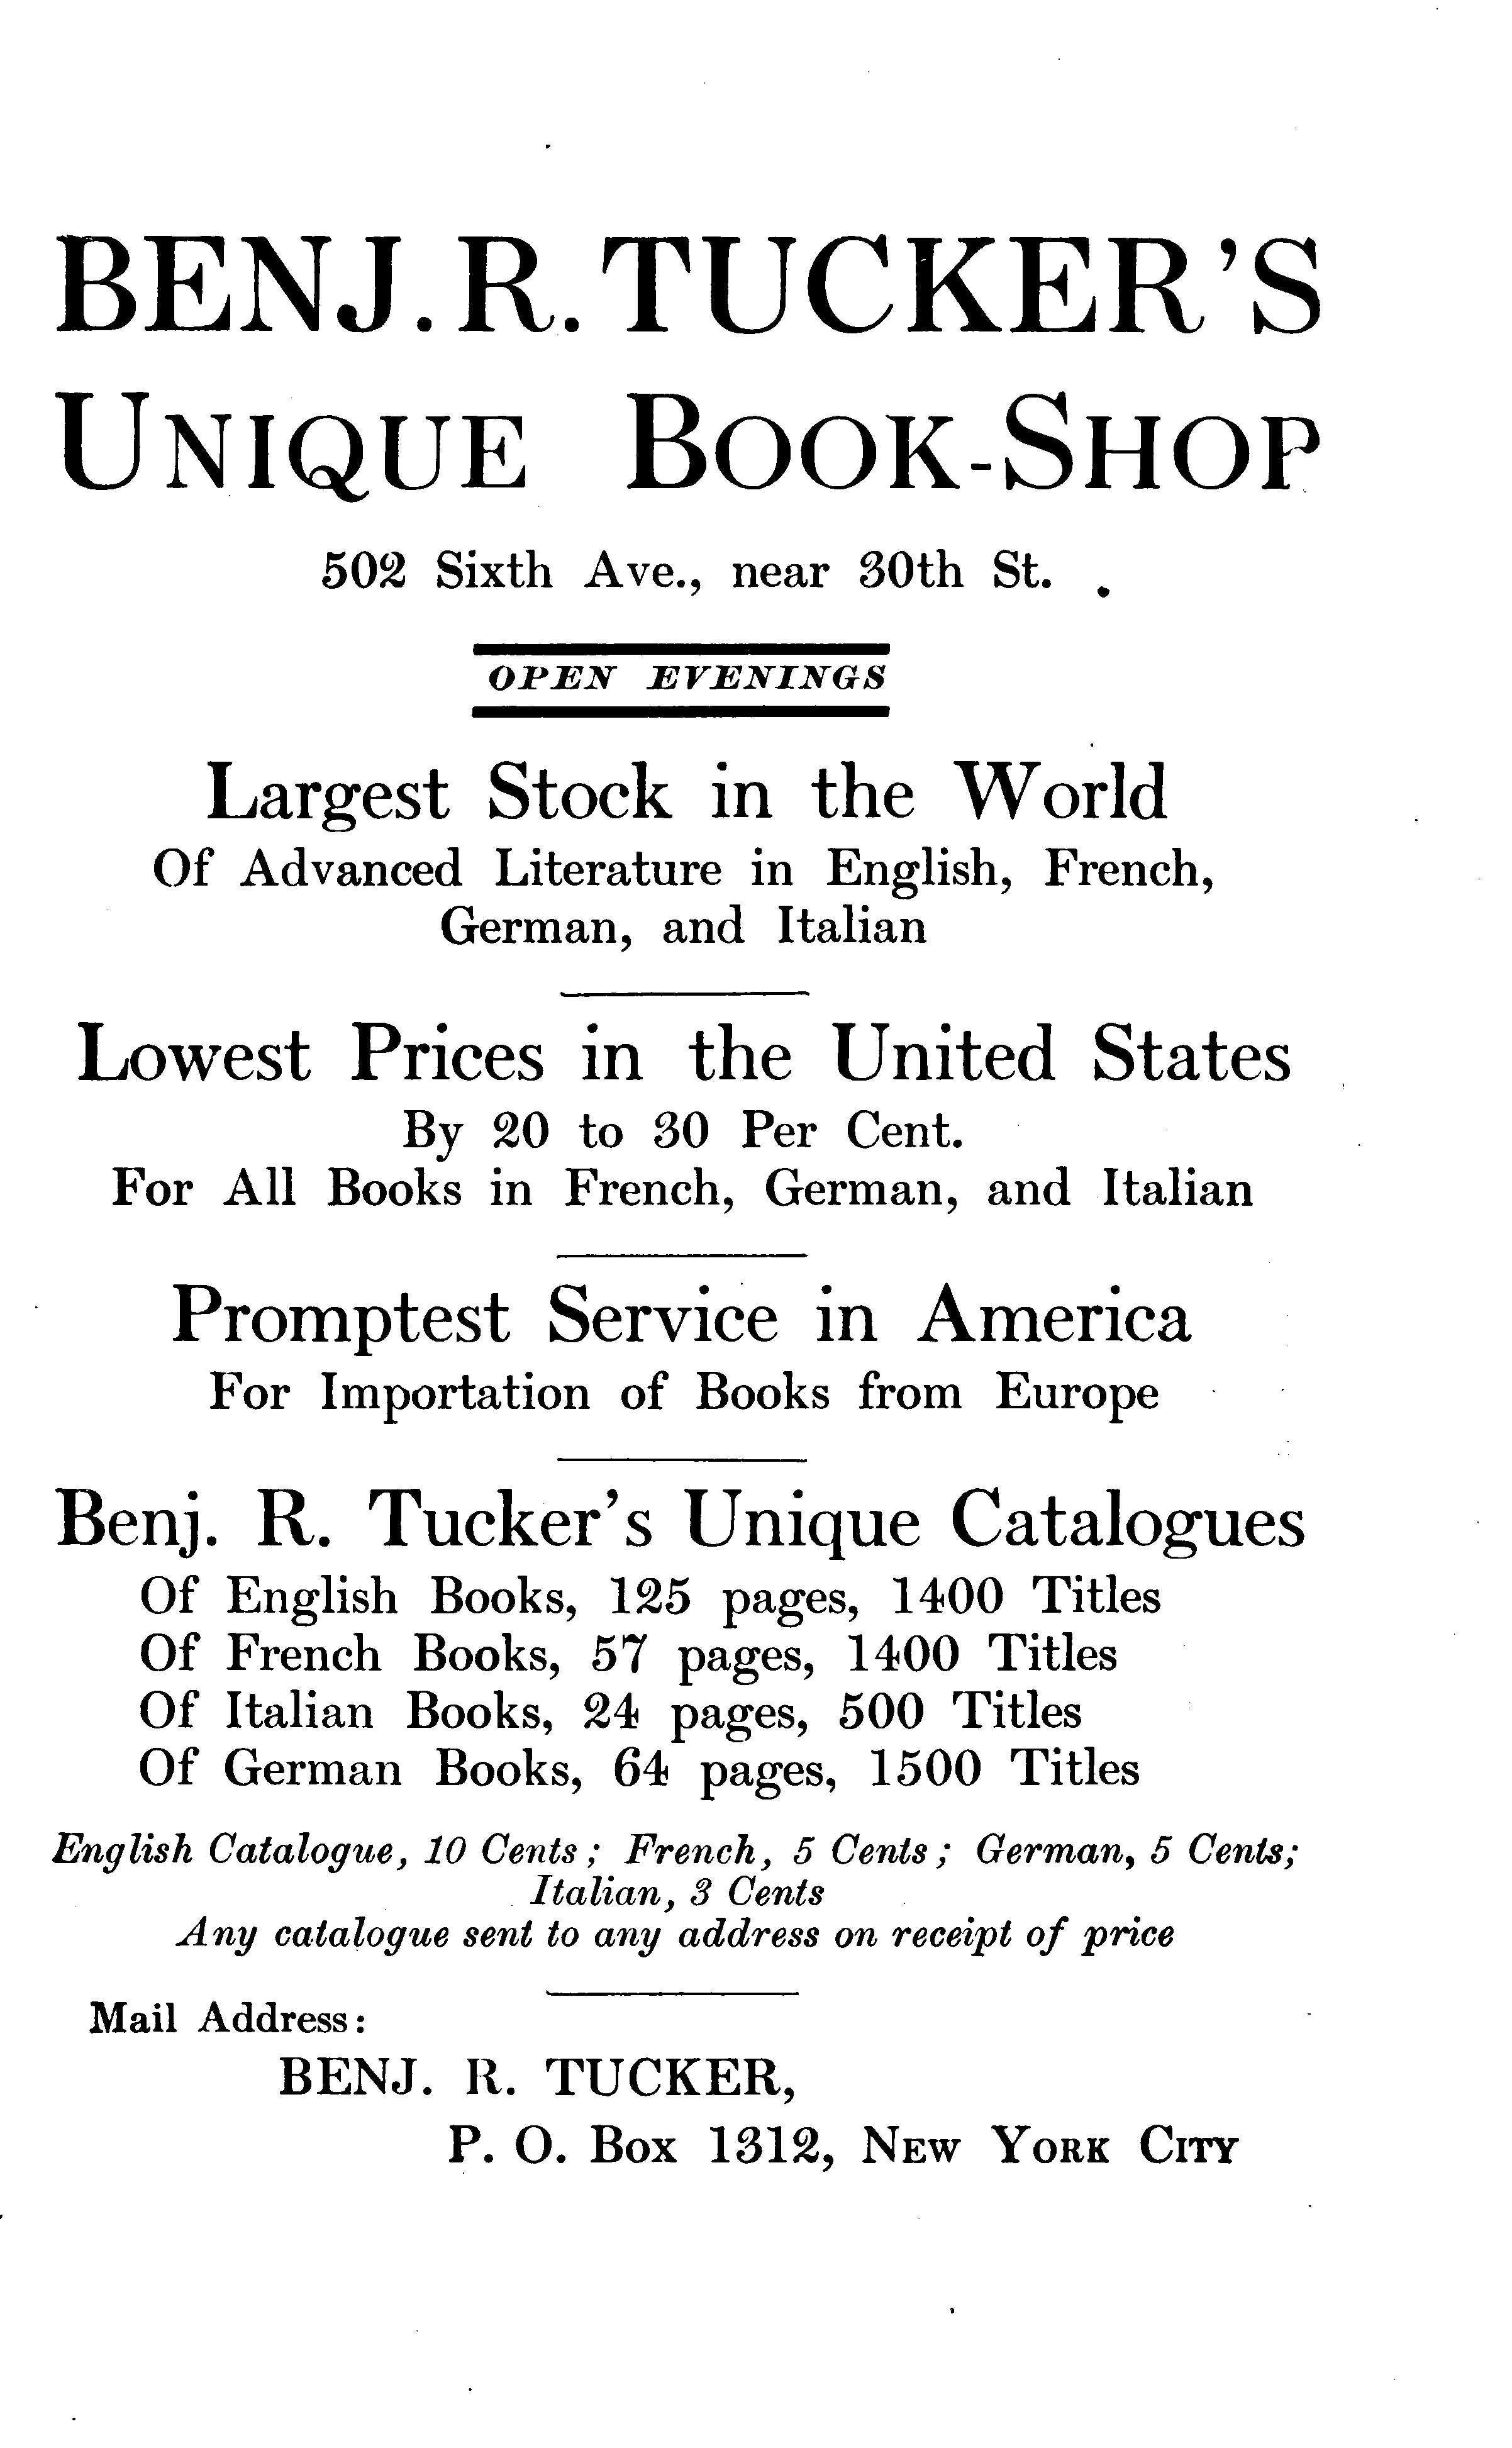 BENJ. R. TUCKER'S
UNIQUE BOOK-SHOP
502 Sixth Ave., near 30th St.
OPEN EVENINGS
Largest Stock in the World
Of Advanced Literature in English, French,
German, and Italian
Lowest Prices in the United States
By 20 to 30 Per Cent.
For All Books in French, German, and Italian
Promptest Service in America
For Importation of Books from Europe
Benj. R. Tucker's Unique Catalogues
Of English Books, 125 pages, 1400 Titles
Of French Books, 57 pages, 1400 Titles
Of Italian Books, 24 pages, 500 Titles
Of German Books, 64 pages, 1500 Titles
English Catalogue, 10 Cents; French, 5 Cents; German, 5 Cents;
Italian, 3 Cents
Any catalogue sent to any address on receipt of price
Mail Address:
BENJ. R. TUCKER,
P. O. BOX 1312, NEW YORK CITY